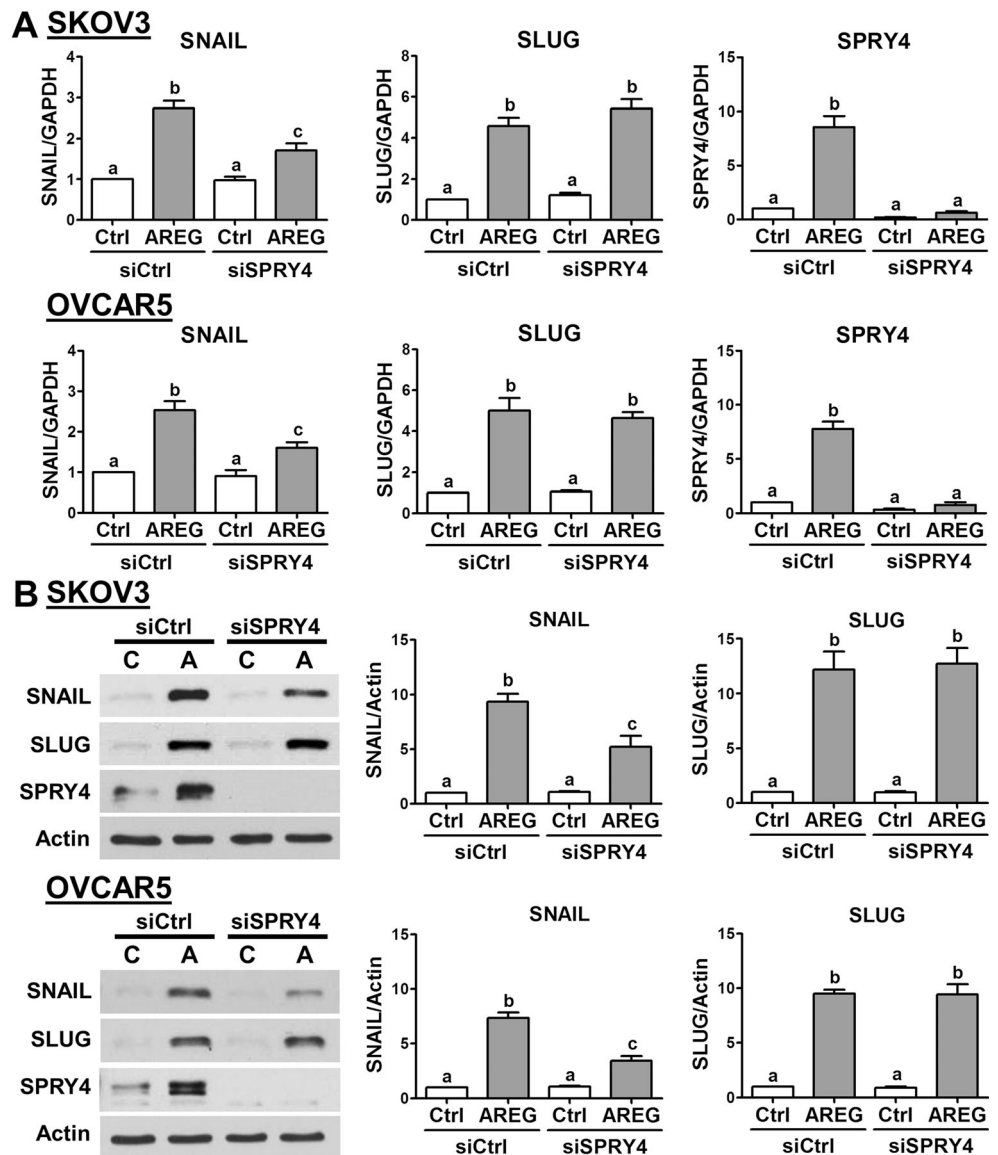 A SKOV3
SNAIL
SNAIL/GAPDH
4
3
2
1
0
a
b
a
c
Ctrl AREG Ctrl AREG
siCtrl siSPRY4
SLUG
SLUG/GAPDH
8
6
4
2
0
a
b
a
b
Ctrl AREG Ctrl AREG
siCtrl siSPRY4
SPRY4
SPRY4/GAPDH
15
10
5
0
a
b
a
a
Ctrl AREG Ctrl AREG
siCtrl siSPRY4
OVCAR5
SNAIL
SNAIL/GAPDH
4
3
2
1
0
a
b
a
c
Ctrl AREG Ctrl AREG
siCtrl siSPRY4
SLUG
SLUG/GAPDH
8
6
4
2
0
a
b
a
b
Ctrl AREG Ctrl AREG
siCtrl siSPRY4
SPRY4
SPRY4/GAPDH
15
10
5
0
a
b
a
a
Ctrl AREG Ctrl AREG
siCtrl siSPRY4
B SKOV3
siCtrl siSPRY4
C A C A
SNAIL
SLUG
SPRY4
Actin
SNAIL
SNAIL/Actin
15
10
5
0
a
b
a
c
Ctrl AREG Ctrl AREG
siCtrl siSPRY4
SLUG
SLUG/Actin
15
10
5
0
a
b
a
b
Ctrl AREG Ctrl AREG
siCtrl siSPRY4
OVCAR5
siCtrl siSPRY4
C A C A
SNAIL
SLUG
SPRY4
Actin
SNAIL
SNAIL/Actin
15
10
5
0
a
b
a
c
Ctrl AREG Ctrl AREG
siCtrl siSPRY4
SLUG
SLUG/Actin
15
10
5
0
a
b
a
b
Ctrl AREG Ctrl AREG
siCtrl siSPRY4